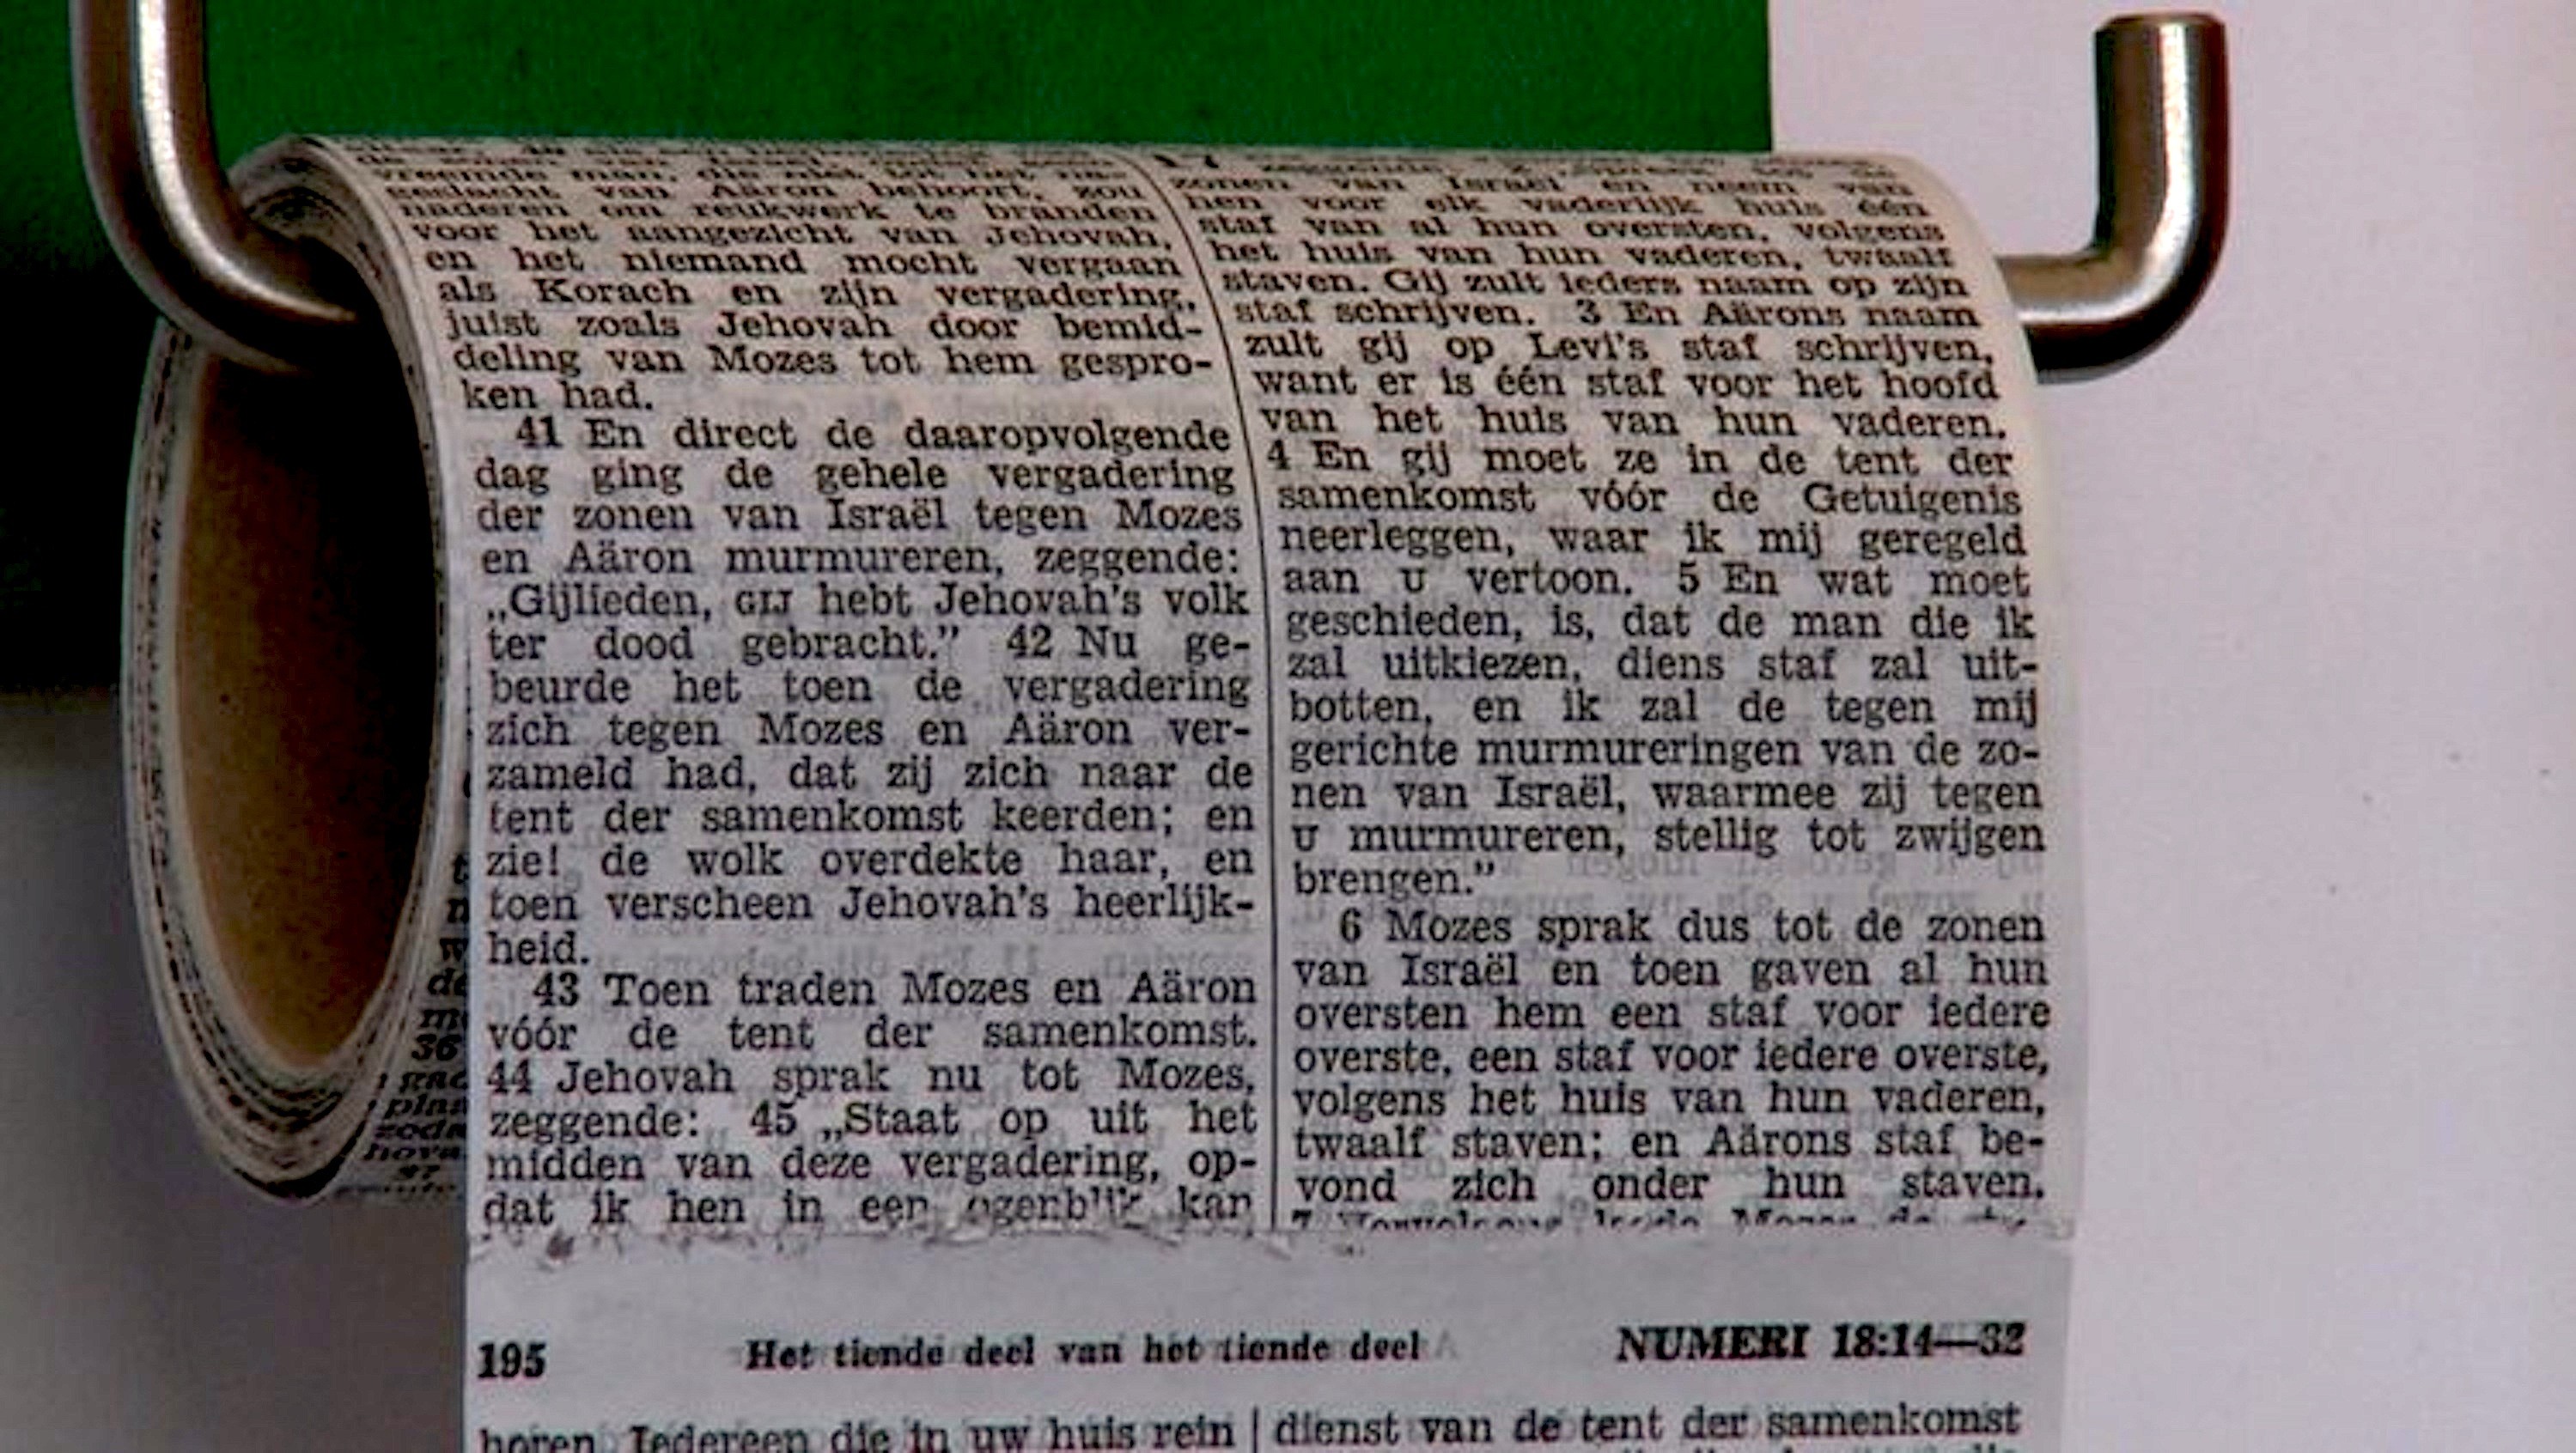 vreemde man, die niet tot het na-
geslacht van Aäron behoort, zou
naderen om reukwerk te branden
voor het aangezicht van Jehovah,
en het niemand mocht vergaan
als Korach en zijn vergadering,
juist zoals Jehovah door bemid-
deling van Mozes tot hem gespro-
ken had.
41 En direct de daaropvolgende
dag ging de gehele vergadering
der zonen van Israël tegen Mozes
en Aäron murmureren, zeggende:
„Gijlieden, GIJ hebt Jehovah's volk
ter dood gebracht.” 42 Nu ge-
beurde het toen de vergadering
zich tegen Mozes en Aäron ver-
zameld had, dat zij zich naar de
tent der samenkomst keerden; en
zie! de wolk overdekte haar, en
toen verscheen Jehovah's heerlijk-
heid.
43 Toen traden Mozes en Aäron
vóór de tent der samenkomst.
44 Jehovah sprak nu tot Mozes,
zeggende: 45 „Staat op uit het
midden van deze vergadering, op-
dat ik hen in een ogenblik kan
17
zonen van Israël en neem van
hen voor elk vaderlijk huis één
staf van al hun oversten, volgens
het huis van hun vaderen, twaalf
staven. Gij zult ieders naam op zijn
staf schrijven. 3 En Aärons naam
zult gij op Levi's staf schrijven,
want er is één staf voor het hoofd
van het huis van hun vaderen.
4 En gij moet ze in de tent der
samenkomst vóór de Getuigenis
neerleggen, waar ik mij geregeld
aan U vertoon. 5 En wat moet
geschieden, is, dat de man die ik
zal uitkiezen, diens staf zal uit-
botten, en ik zal de tegen mij
gerichte murmureringen van de zo-
nen van Israël, waarmee zij tegen
U murmureren, stellig tot zwijgen
brengen.”
6 Mozes sprak dus tot de zonen
van Israël en toen gaven al hun
oversten hem een staf voor iedere
overste, een staf voor iedere overste,
volgens het huis van hun vaderen,
twaalf staven; en Aärons staf be-
vond zich onder hun staven.
7 Vervolgens legde Mozes de
195 Het tiende deel van het tiende deel NUMERI 18:14—32
horen. Iedereen die in uw huis rein
dienst van de tent der samenkomst
36